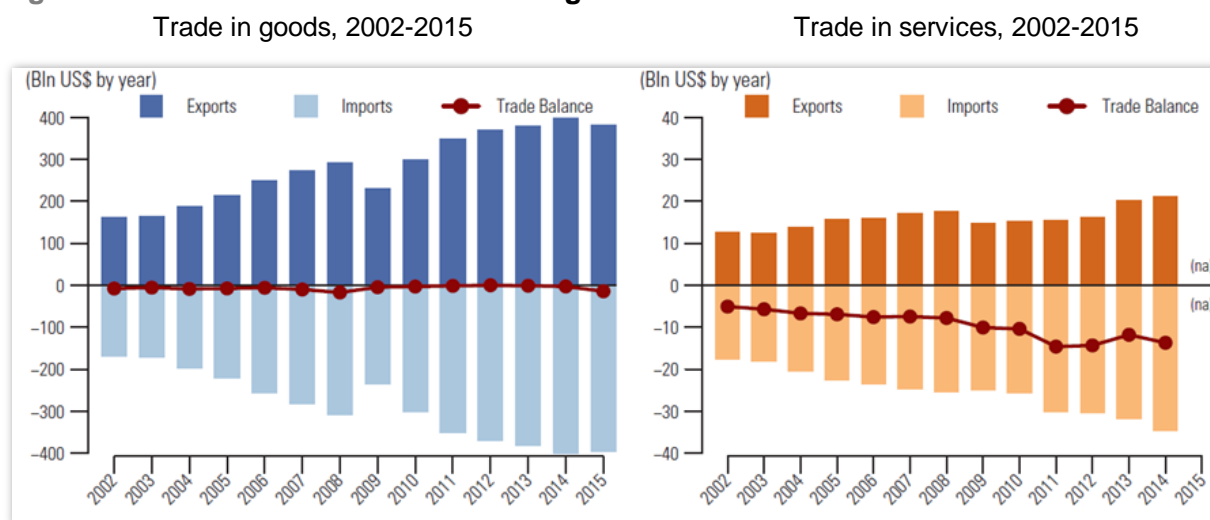 Trade in goods, 2002-2015
(Bln US$ by year)
Exports Imports Trade Balance
400
300
200
100
0
−100
−200
−300
−400
2002 2003 2004 2005 2006 2007 2008 2009 2010 2011 2012 2013 2014 2015
Trade in services, 2002-2015
(Bln US$ by year)
Exports Imports Trade Balance
40
30
20
10
0
−10
−20
−30
−40
(na
(na
2002 2003 2004 2005 2006 2007 2008 2009 2010 2011 2012 2013 2014 2015